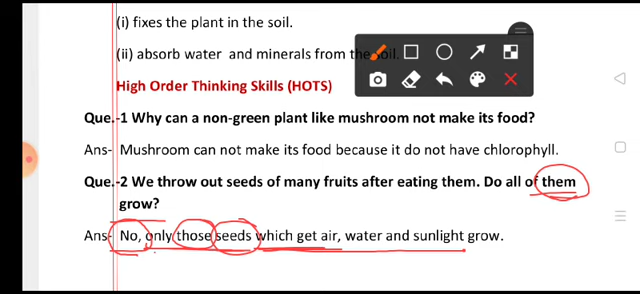 (i) fixes the plant in the soil.
(ii) absorb water and minerals from the soil.
High Order Thinking Skills (HOTS)
Que.-1 Why can a non-green plant like mushroom not make its food?
Ans- Mushroom can not make its food because it do not have chlorophyll.
Que.-2 We throw out seeds of many fruits after eating them. Do all of them
grow?
Ans- No, only those seeds which get air, water and sunlight grow.